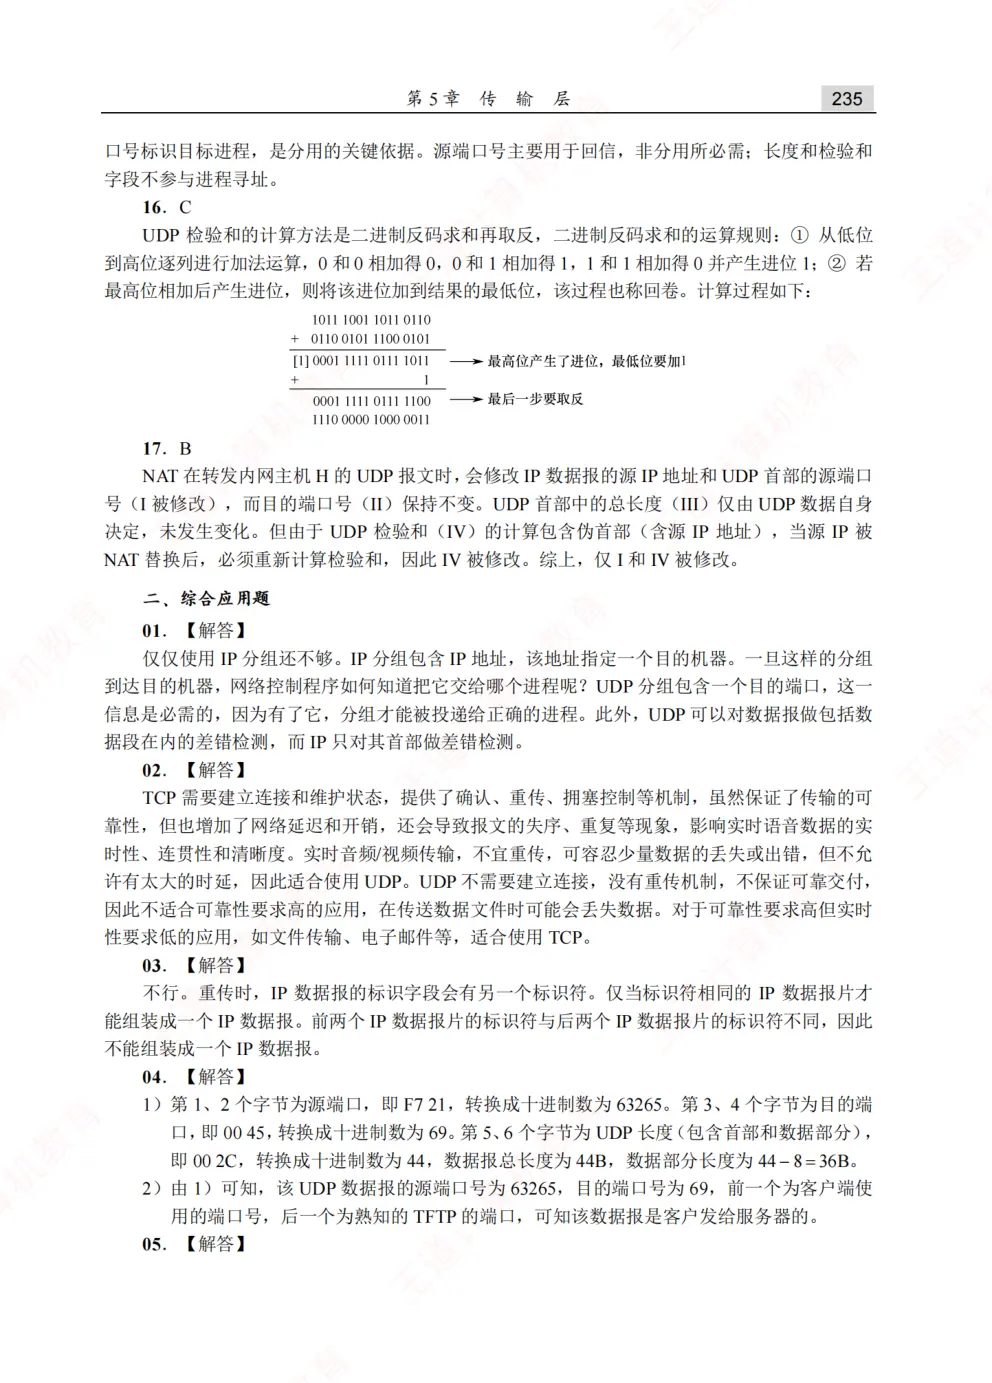 第 5 章 传 输 层
235
口号标识目标进程，是分用的关键依据。源端口号主要用于回信，非分用所必需；长度和检验和
字段不参与进程寻址。
16．C
UDP 检验和的计算方法是二进制反码求和再取反，二进制反码求和的运算规则：① 从低位
到高位逐列进行加法运算，0 和 0 相加得 0，0 和 1 相加得 1，1 和 1 相加得 0 并产生进位 1；② 若
最高位相加后产生进位，则将该进位加到结果的最低位，该过程也称回卷。计算过程如下：
1011 1001 1011 0110
+ 0110 0101 1100 0101
[1] 0001 1111 0111 1011 → 最高位产生了进位，最低位要加1
+ 1
0001 1111 0111 1100 → 最后一步要取反
1110 0000 1000 0011
17．B
NAT 在转发内网主机 H 的 UDP 报文时，会修改 IP 数据报的源 IP 地址和 UDP 首部的源端口
号（I 被修改），而目的端口号（II）保持不变。UDP 首部中的总长度（III）仅由 UDP 数据自身
决定，未发生变化。但由于 UDP 检验和（IV）的计算包含伪首部（含源 IP 地址），当源 IP 被
NAT 替换后，必须重新计算检验和，因此 IV 被修改。综上，仅 I 和 IV 被修改。
二、综合应用题
01．【解答】
仅仅使用 IP 分组还不够。IP 分组包含 IP 地址，该地址指定一个目的机器。一旦这样的分组
到达目的机器，网络控制程序如何知道把它交给哪个进程呢？UDP 分组包含一个目的端口，这一
信息是必需的，因为有了它，分组才能被投递给正确的进程。此外，UDP 可以对数据报做包括数
据段在内的差错检测，而 IP 只对其首部做差错检测。
02．【解答】
TCP 需要建立连接和维护状态，提供了确认、重传、拥塞控制等机制，虽然保证了传输的可
靠性，但也增加了网络延迟和开销，还会导致报文的失序、重复等现象，影响实时语音数据的实
时性、连贯性和清晰度。实时音频/视频传输，不宜重传，可容忍少量数据的丢失或出错，但不允
许有太大的时延，因此适合使用 UDP。UDP 不需要建立连接，没有重传机制，不保证可靠交付，
因此不适合可靠性要求高的应用，在传送数据文件时可能会丢失数据。对于可靠性要求高但实时
性要求低的应用，如文件传输、电子邮件等，适合使用 TCP。
03．【解答】
不行。重传时，IP 数据报的标识字段会有另一个标识符。仅当标识符相同的 IP 数据报片才
能组装成一个 IP 数据报。前两个 IP 数据报片的标识符与后两个 IP 数据报片的标识符不同，因此
不能组装成一个 IP 数据报。
04．【解答】
1）第 1、2 个字节为源端口，即 F7 21，转换成十进制数为 63265。第 3、4 个字节为目的端
口，即 00 45，转换成十进制数为 69。第 5、6 个字节为 UDP 长度（包含首部和数据部分），
即 00 2C，转换成十进制数为 44，数据报总长度为 44B，数据部分长度为 44 − 8 = 36B。
2）由 1）可知，该 UDP 数据报的源端口号为 63265，目的端口号为 69，前一个为客户端使
用的端口号，后一个为熟知的 TFTP 的端口，可知该数据报是客户发给服务器的。
05．【解答】